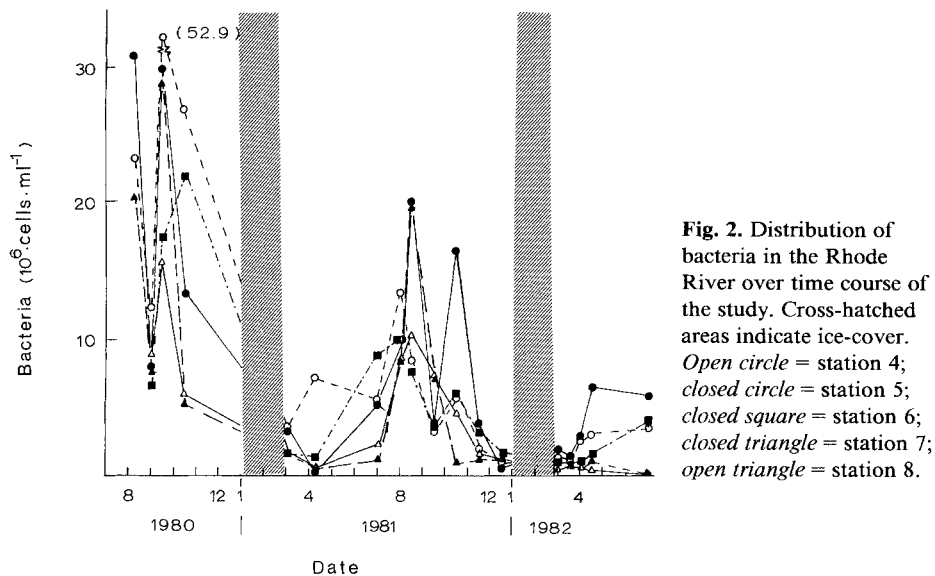 (52.9)
30
20
10
Bacteria (10⁶·cells·ml⁻¹)
8 12 1 4 8 12 1 4
1980 1981 1982
Date
Fig. 2. Distribution of
bacteria in the Rhode
River over time course of
the study. Cross-hatched
areas indicate ice-cover.
Open circle = station 4;
closed circle = station 5;
closed square = station 6;
closed triangle = station 7;
open triangle = station 8.